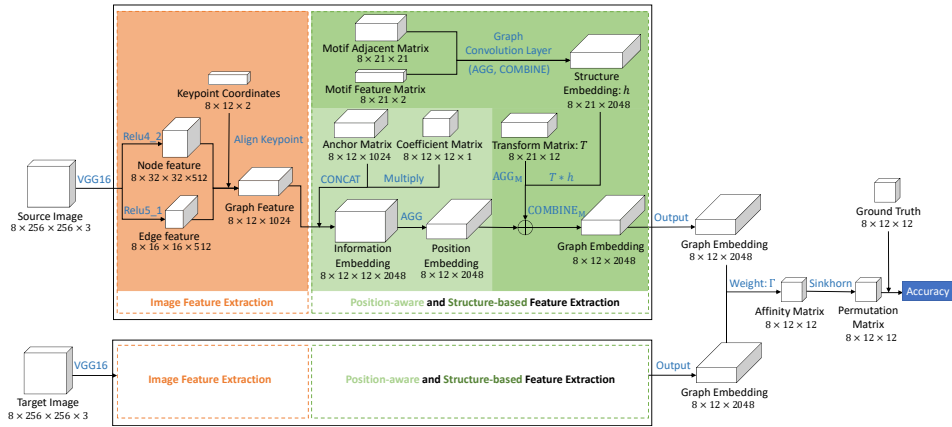 Motif Adjacent Matrix
8 × 21 × 21
Graph
Convolution Layer
(AGG, COMBINE)
Motif Feature Matrix
8 × 21 × 2
Structure
Embedding: h
8 × 21 × 2048
Keypoint Coordinates
8 × 12 × 2
Relu4_2
Align Keypoint
Node feature
8 × 32 × 32 ×512
VGG16
Source Image
8 × 256 × 256 × 3
Relu5_1
Edge feature
8 × 16 × 16 ×512
Graph Feature
8 × 12 × 1024
Anchor Matrix
8 × 12 × 1024
Coefficient Matrix
8 × 12 × 12 × 1
Transform Matrix: T
8 × 21 × 12
CONCAT
Multiply
AGG_M
T * h
Information
Embedding
8 × 12 × 12 × 2048
AGG
Position
Embedding
8 × 12 × 2048
COMBINE_M
Graph Embedding
8 × 12 × 2048
Output
Graph Embedding
8 × 12 × 2048
Ground Truth
8 × 12 × 12
Image Feature Extraction
Position-aware and Structure-based Feature Extraction
Weight: Γ
Affinity Matrix
8 × 12 × 12
Sinkhorn
Permutation
Matrix
8 × 12 × 12
Accuracy
VGG16
Target Image
8 × 256 × 256 × 3
Image Feature Extraction
Position-aware and Structure-based Feature Extraction
Output
Graph Embedding
8 × 12 × 2048